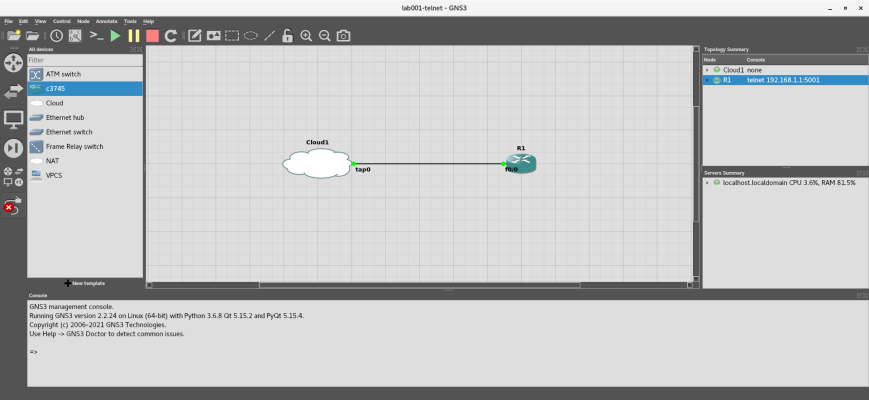 lab001-telnet - GNS3
File Edit View Control Node Annotate Tools Help
All devices
Filter
ATM switch
c3745
Cloud
Ethernet hub
Ethernet switch
Frame Relay switch
NAT
VPCS
New template
Cloud1
tap0
R1
f0/0
Topology Summary
Node Console
Cloud1 none
R1 telnet 192.168.1.1:5001
Servers Summary
localhost.localdomain CPU 3.6%, RAM 81.5%
Console
GNS3 management console.
Running GNS3 version 2.2.24 on Linux (64-bit) with Python 3.6.8 Qt 5.15.2 and PyQt 5.15.4.
Copyright (c) 2006-2021 GNS3 Technologies.
Use Help -> GNS3 Doctor to detect common issues.
=>